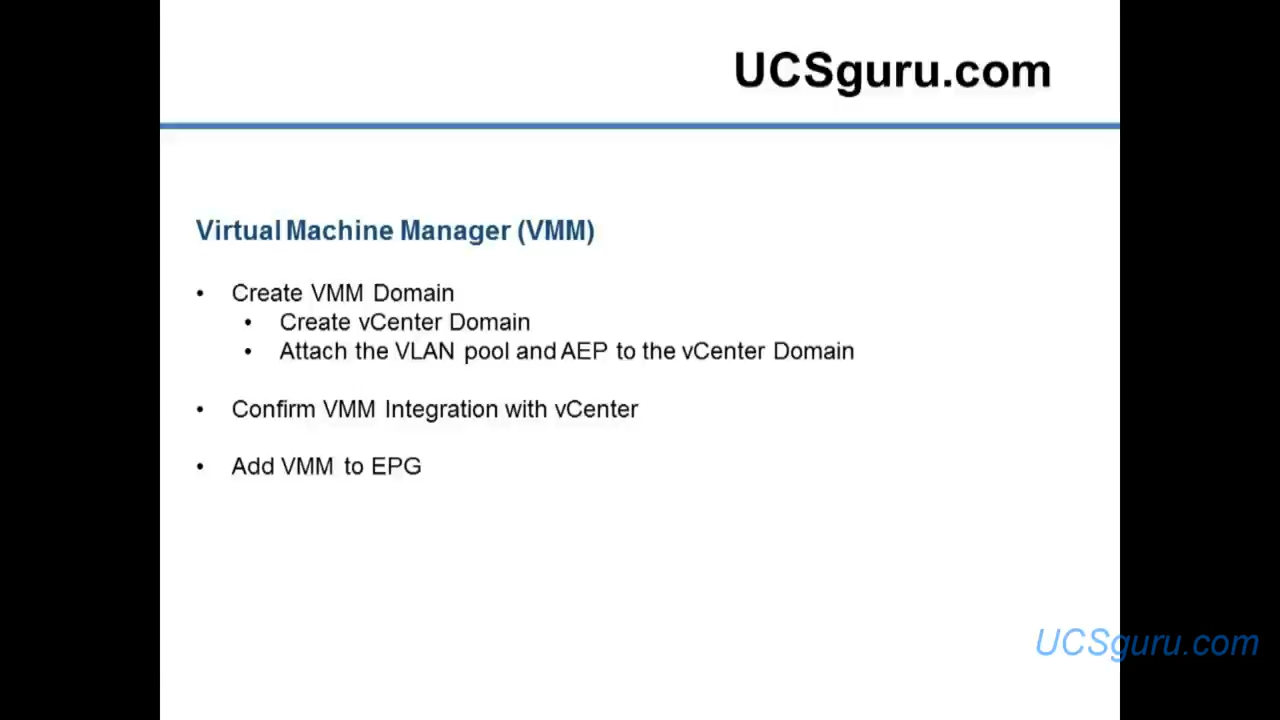 UCSguru.com
Virtual Machine Manager (VMM)
• Create VMM Domain
• Create vCenter Domain
• Attach the VLAN pool and AEP to the vCenter Domain
• Confirm VMM Integration with vCenter
• Add VMM to EPG
UCSguru.com